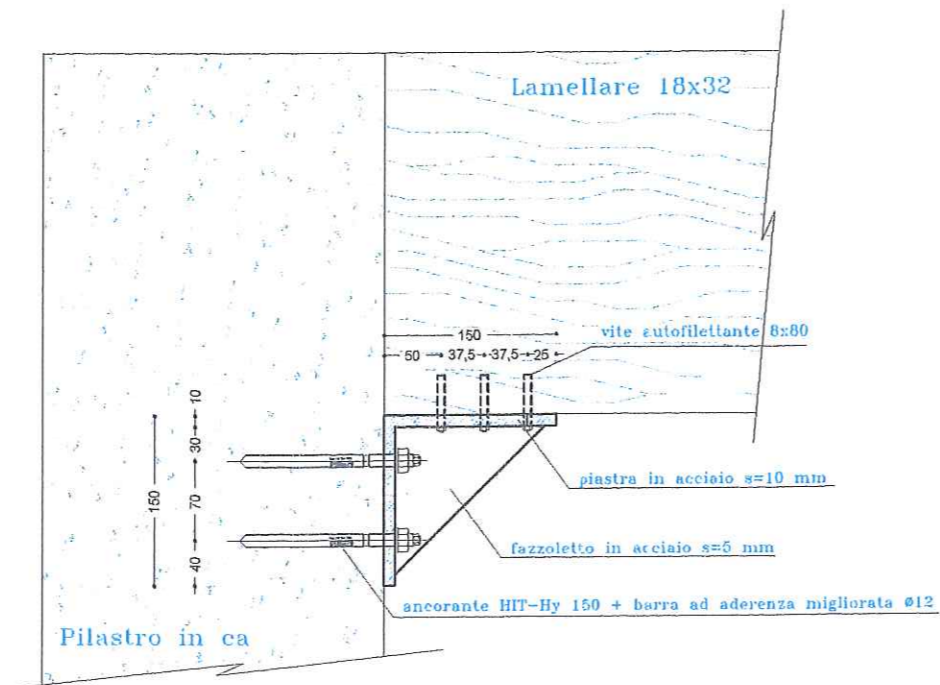 Lamellare 18x32
150
vite autofilettante 8x80
50 37,5 37,5 25
10
30
150
70
piastra in acciaio s=10 mm
40
fazzoletto in acciaio s=5 mm
ancorante HIT-Hy 150 + barra ad aderenza migliorata ø12
Pilastro in ca